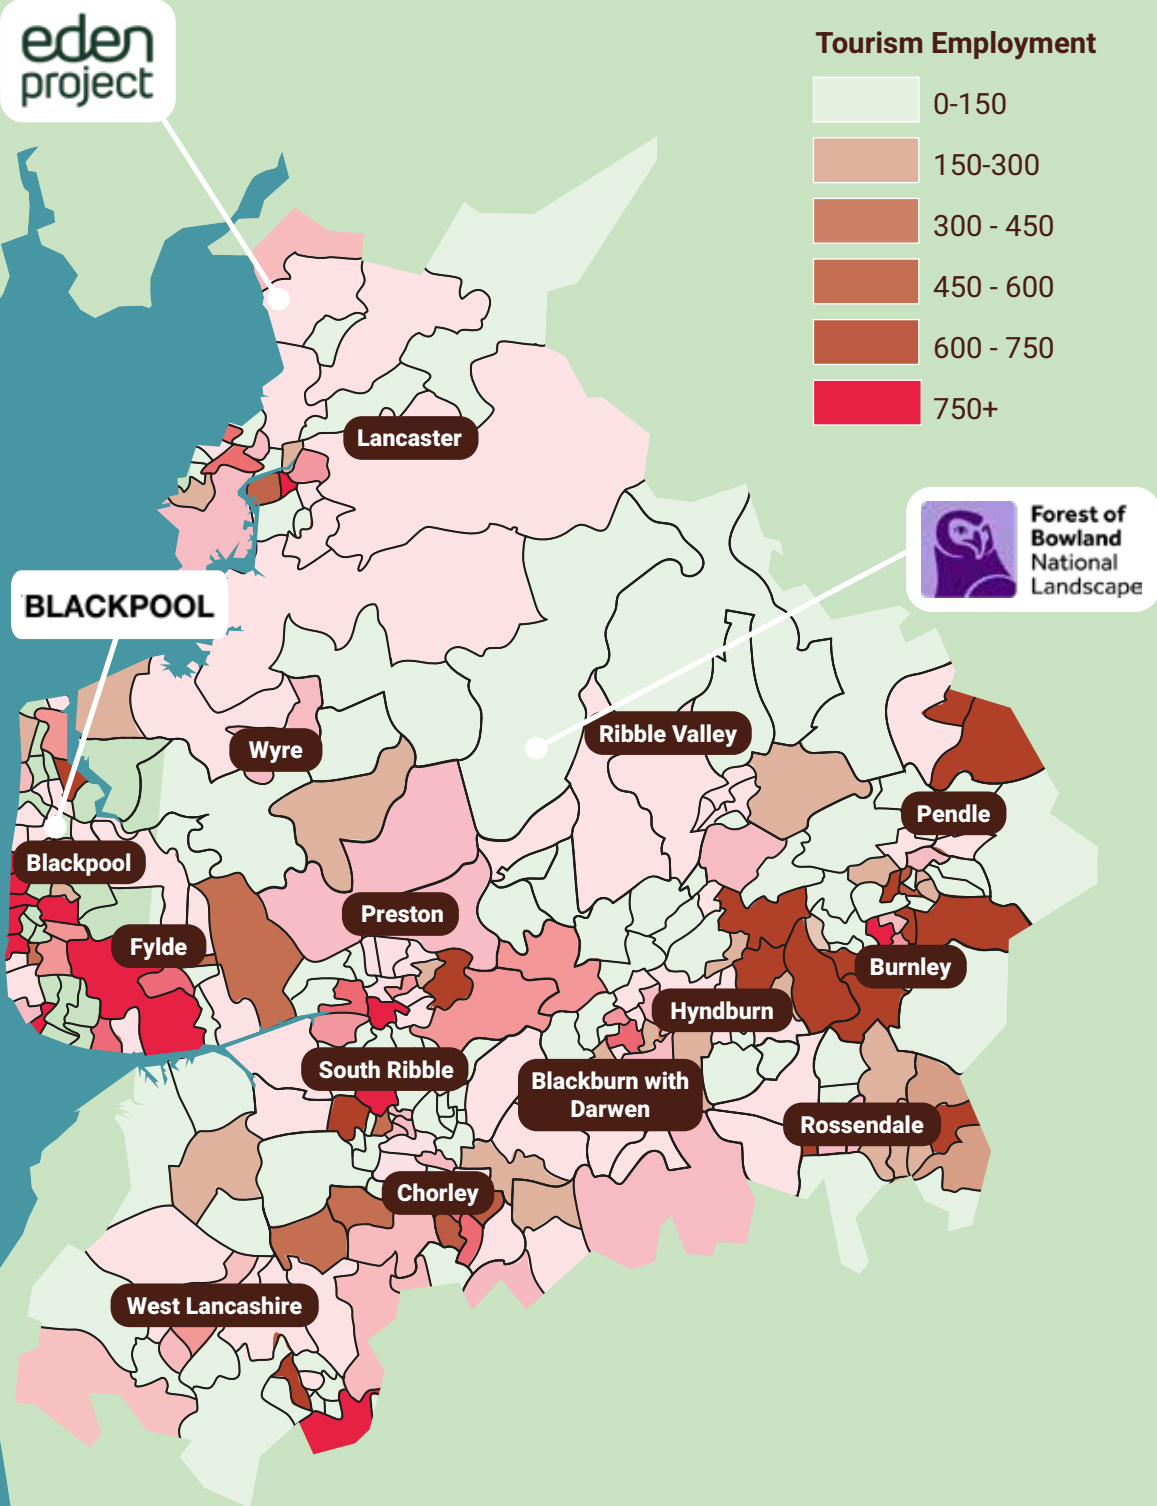 eden
project
Tourism Employment
0-150
150-300
300 - 450
450 - 600
600 - 750
750+
Lancaster
Forest of
Bowland
National
Landscape
BLACKPOOL
Wyre
Ribble Valley
Pendle
Blackpool
Preston
Fylde
Burnley
Hyndburn
South Ribble
Blackburn with
Darwen
Rossendale
Chorley
West Lancashire